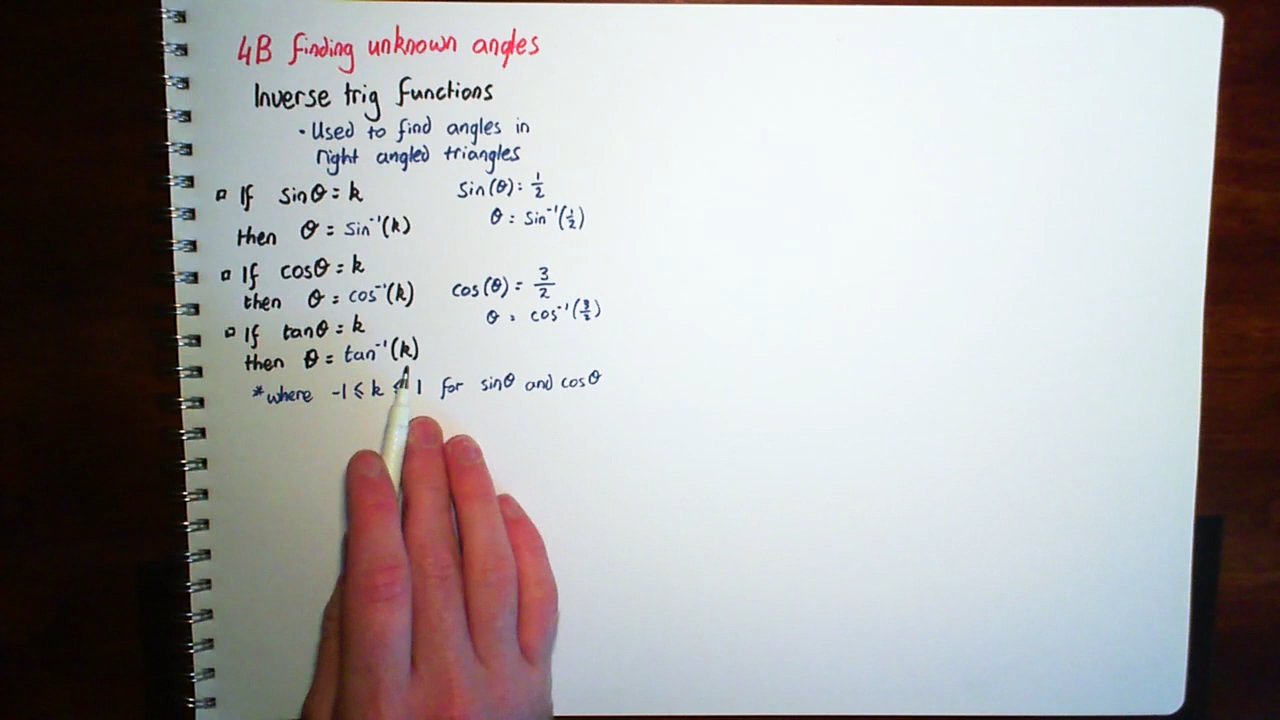 4B finding unknown angles
Inverse trig functions
• Used to find angles in
right angled triangles
If sinθ = k
then θ = sin⁻¹(k)
sin(θ) = 1/2
θ = sin⁻¹(1/2)
If cosθ = k
then θ = cos⁻¹(k)
cos(θ) = 3/2
θ = cos⁻¹(3/2)
If tanθ = k
then θ = tan⁻¹(k)
*where -1 ≤ k ≤ 1 for sinθ and cosθ